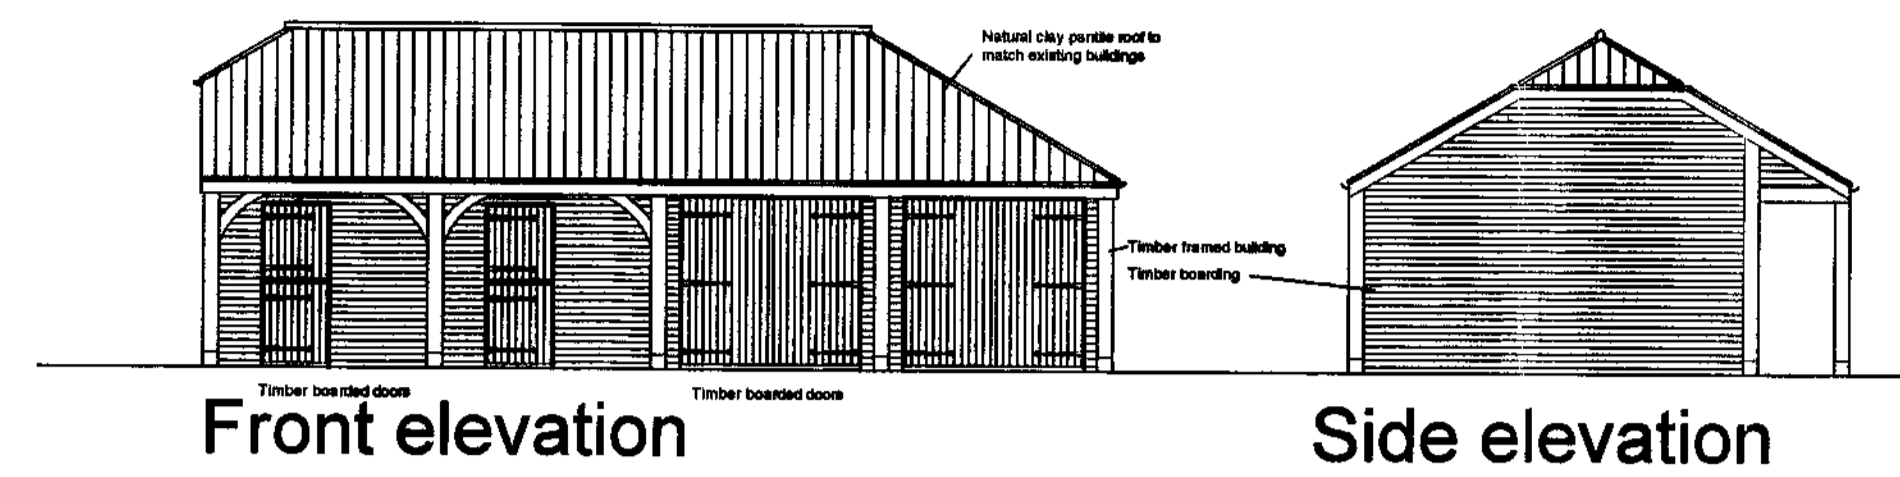 Natural clay pantile roof to
match existing buildings
Timber framed building
Timber boarding
Timber boarded doors
Timber boarded doors
Front elevation
Side elevation